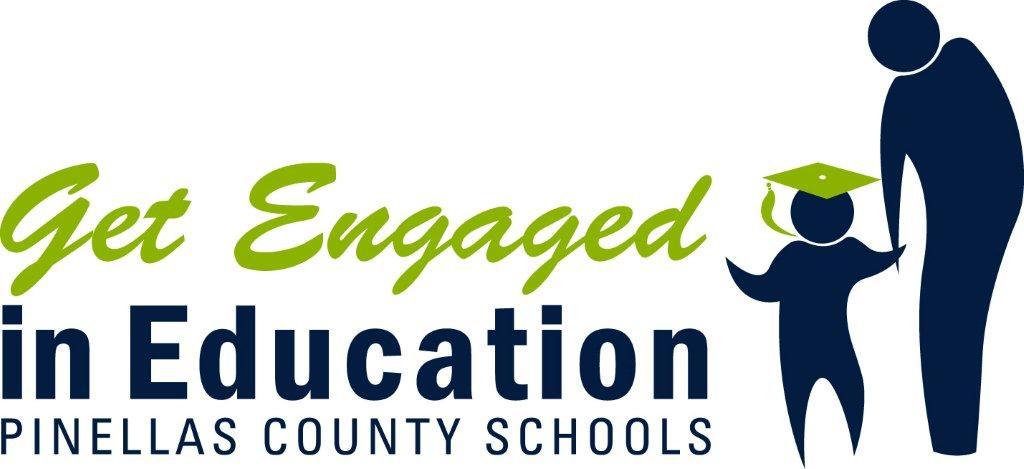 Get Engaged
in Education
PINELLAS COUNTY SCHOOLS